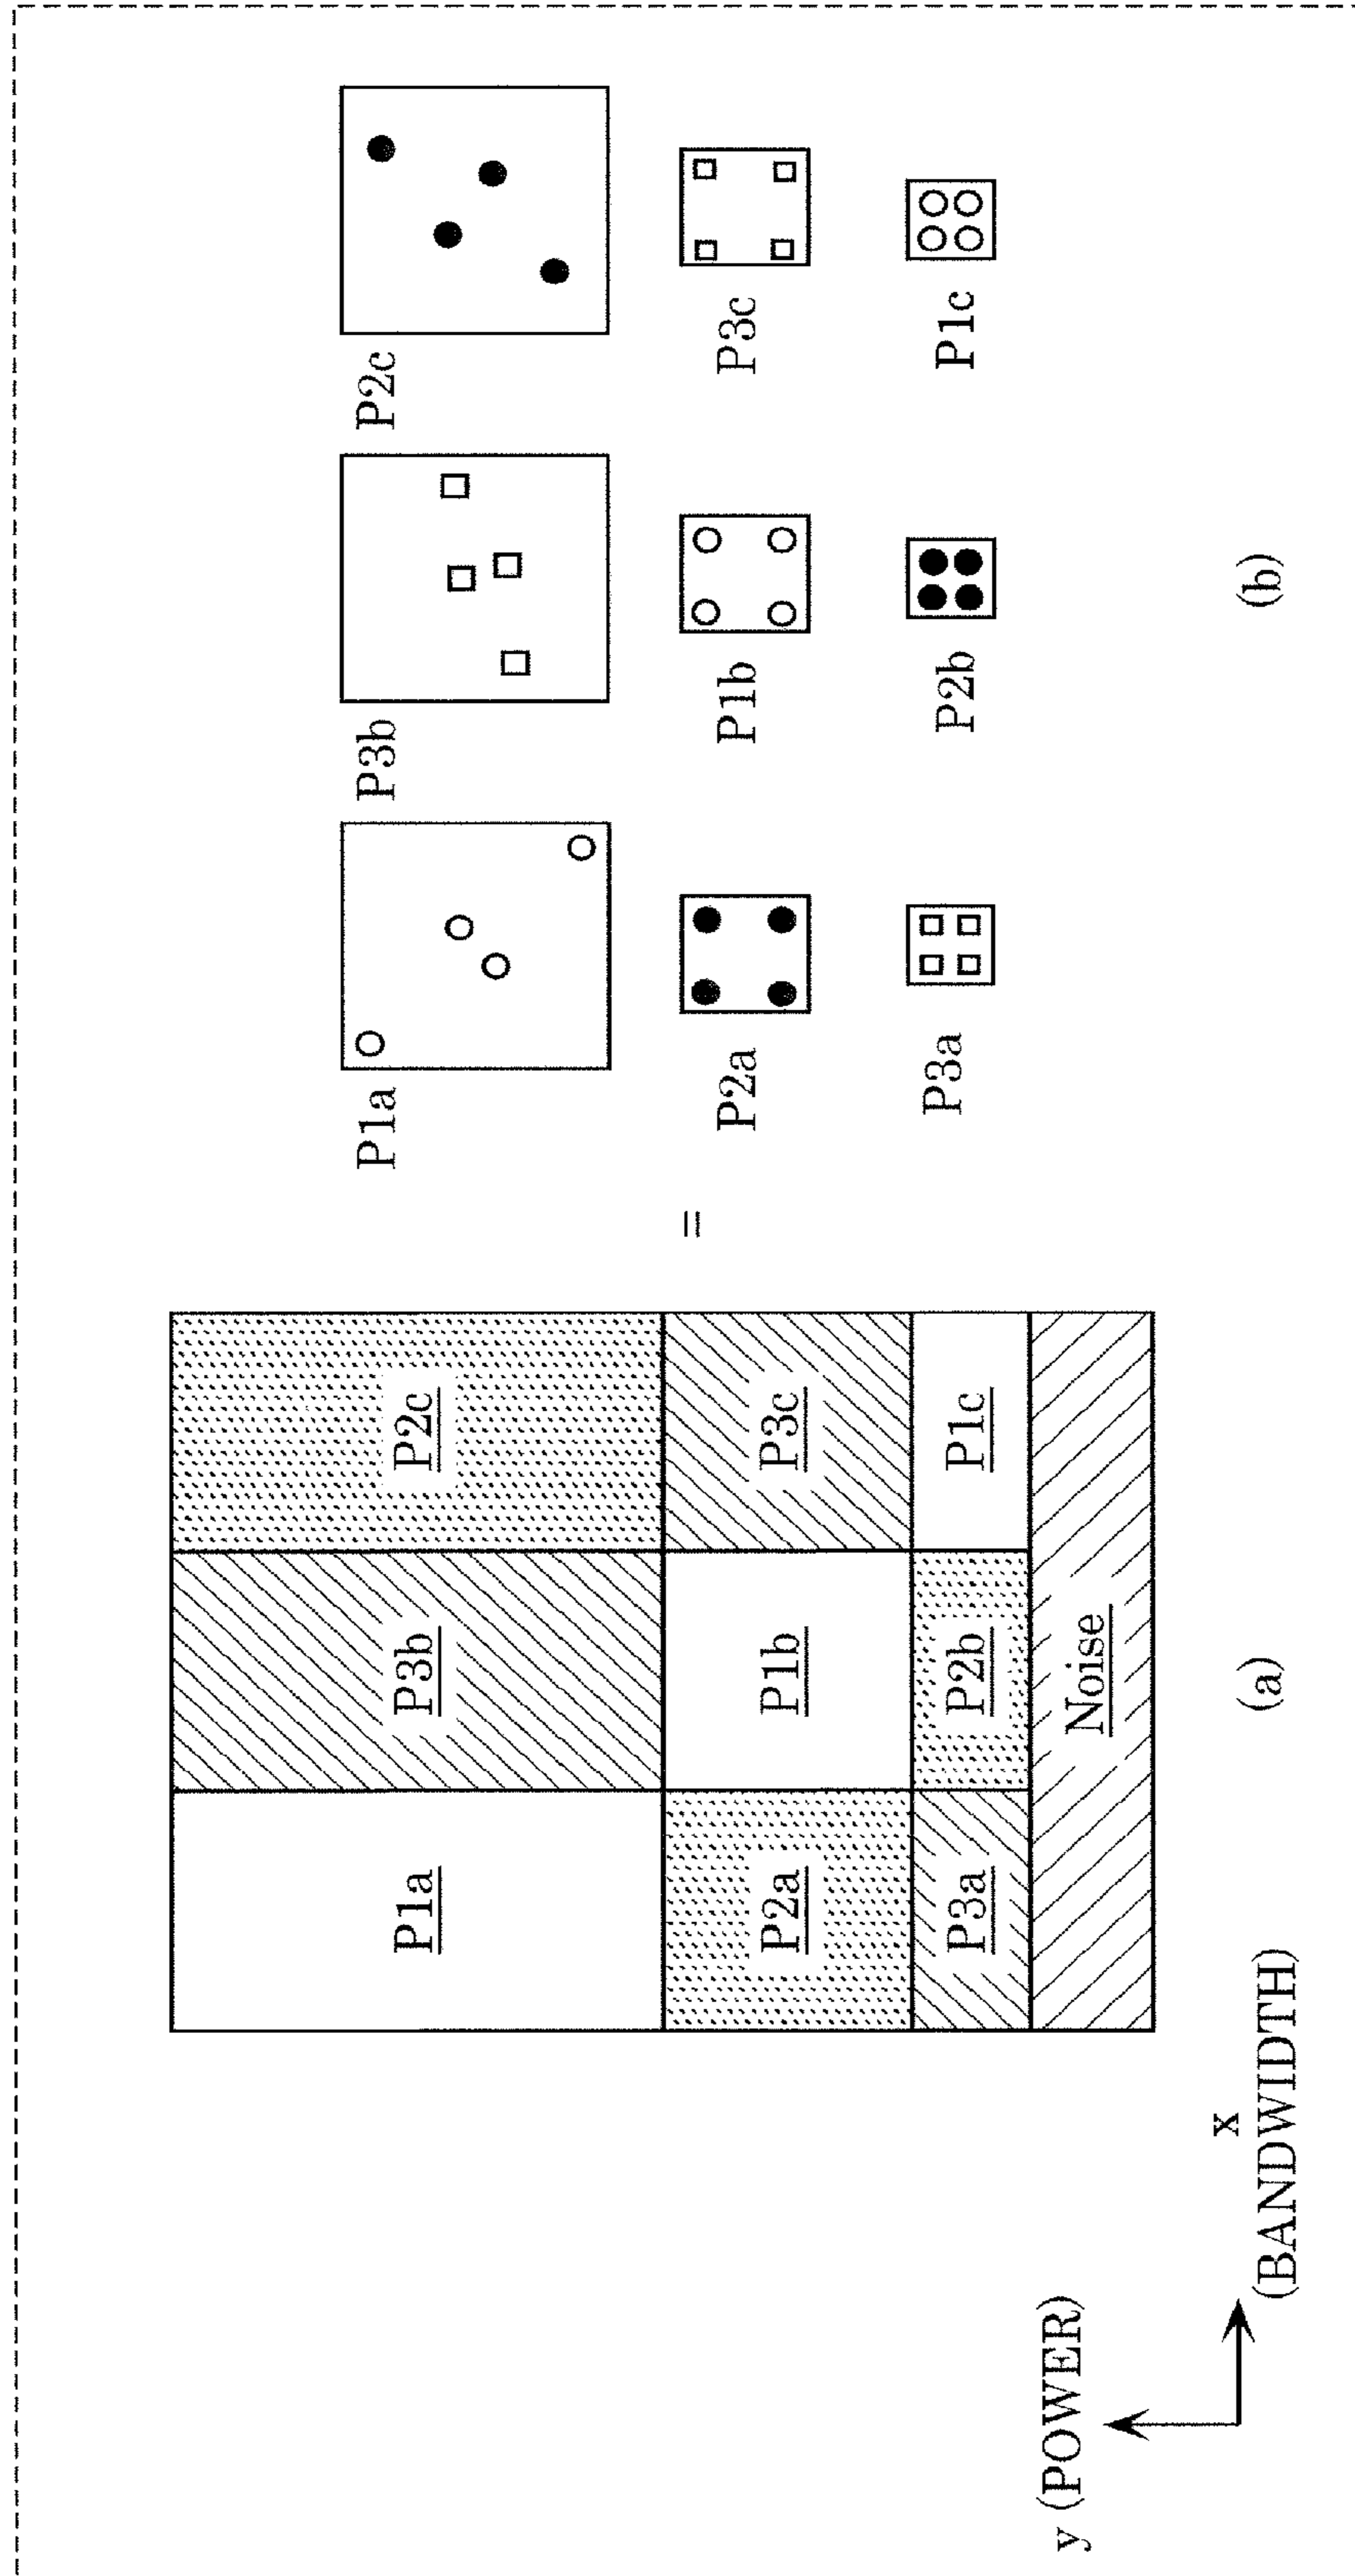 P1a
P3b
P2c
P2a
P1b
P3c
P3a
P2b
P1c
Noise
(a)
y (POWER)
x
(BANDWIDTH)
=
P1a
P3b
P2c
P2a
P1b
P3c
P3a
P2b
P1c
(b)